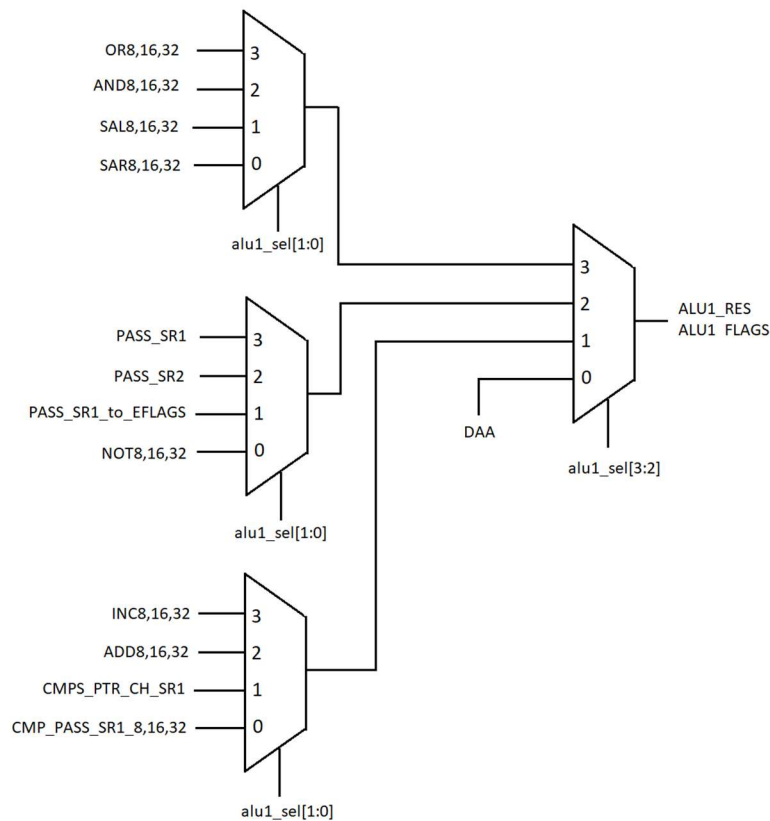 OR8,16,32
3
AND8,16,32
2
SAL8,16,32
1
SAR8,16,32
0
alu1_sel[1:0]
PASS_SR1
3
PASS_SR2
2
PASS_SR1_to_EFLAGS
1
NOT8,16,32
0
alu1_sel[1:0]
INC8,16,32
3
ADD8,16,32
2
CMPS_PTR_CH_SR1
1
CMP_PASS_SR1_8,16,32
0
alu1_sel[1:0]
3
2
1
0
DAA
alu1_sel[3:2]
ALU1_RES
ALU1 FLAGS